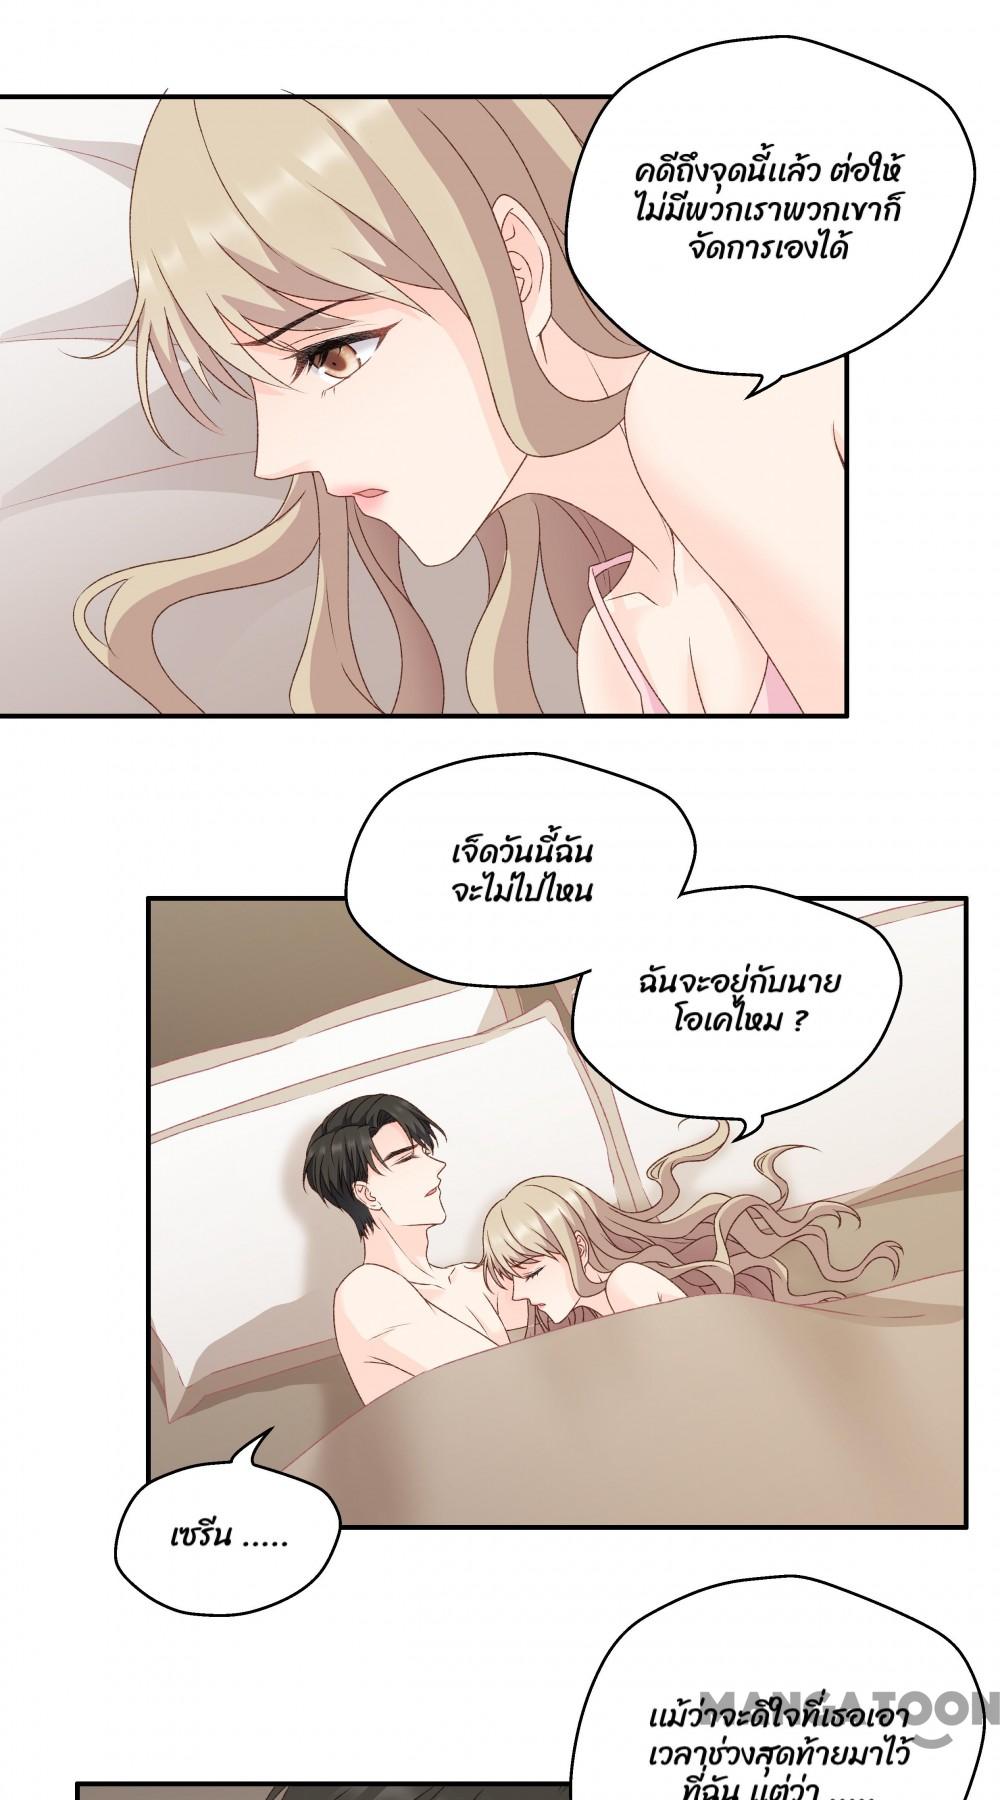 คดีถึงจุดนี้แล้ว ต่อให้
ไม่มีพวกเราพวกเขาก็
จัดการเองได้
เจ็ดวันนี้ฉัน
จะไม่ไปไหน
ฉันจะอยู่กับนาย
โอเคไหม ?
เซรีน .....
MANGATOON
แม้ว่าจะดีใจที่เธอเอา
เวลาช่วงสุดท้ายมาไว้
ที่ฉัน แต่ว่า .....